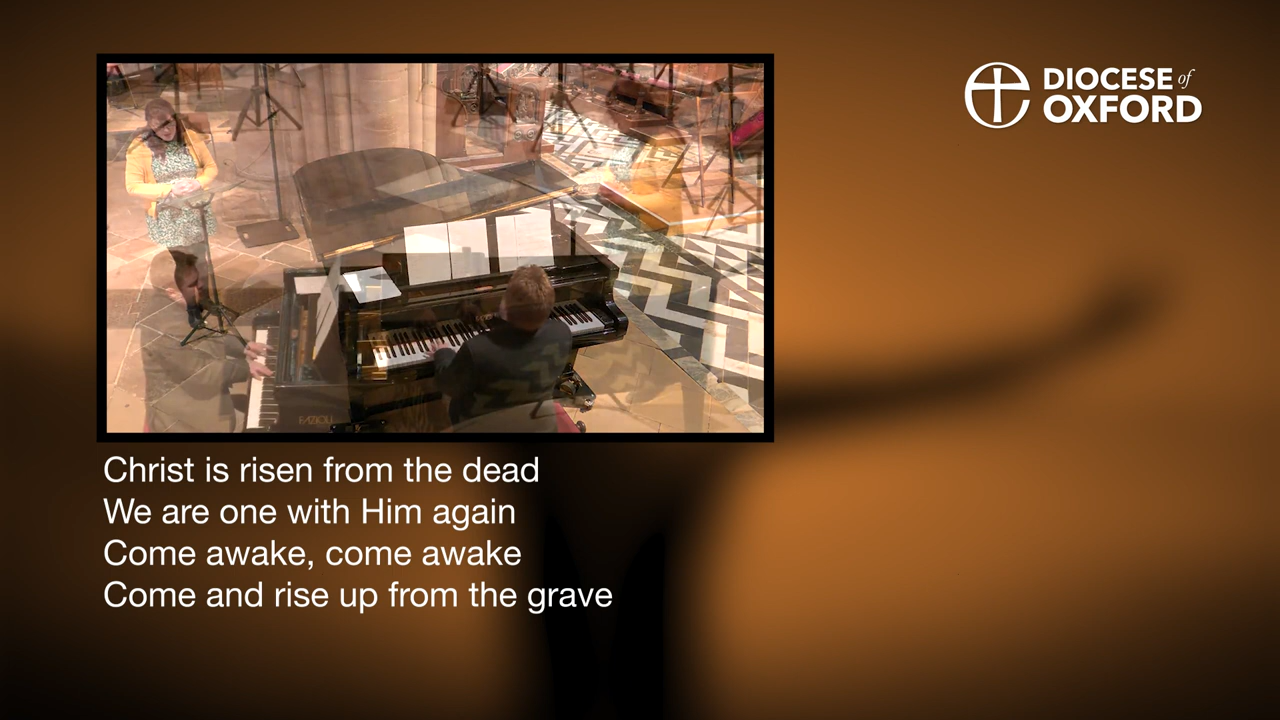 DIOCESE of
OXFORD
FAZIOLI
Christ is risen from the dead
We are one with Him again
Come awake, come awake
Come and rise up from the grave